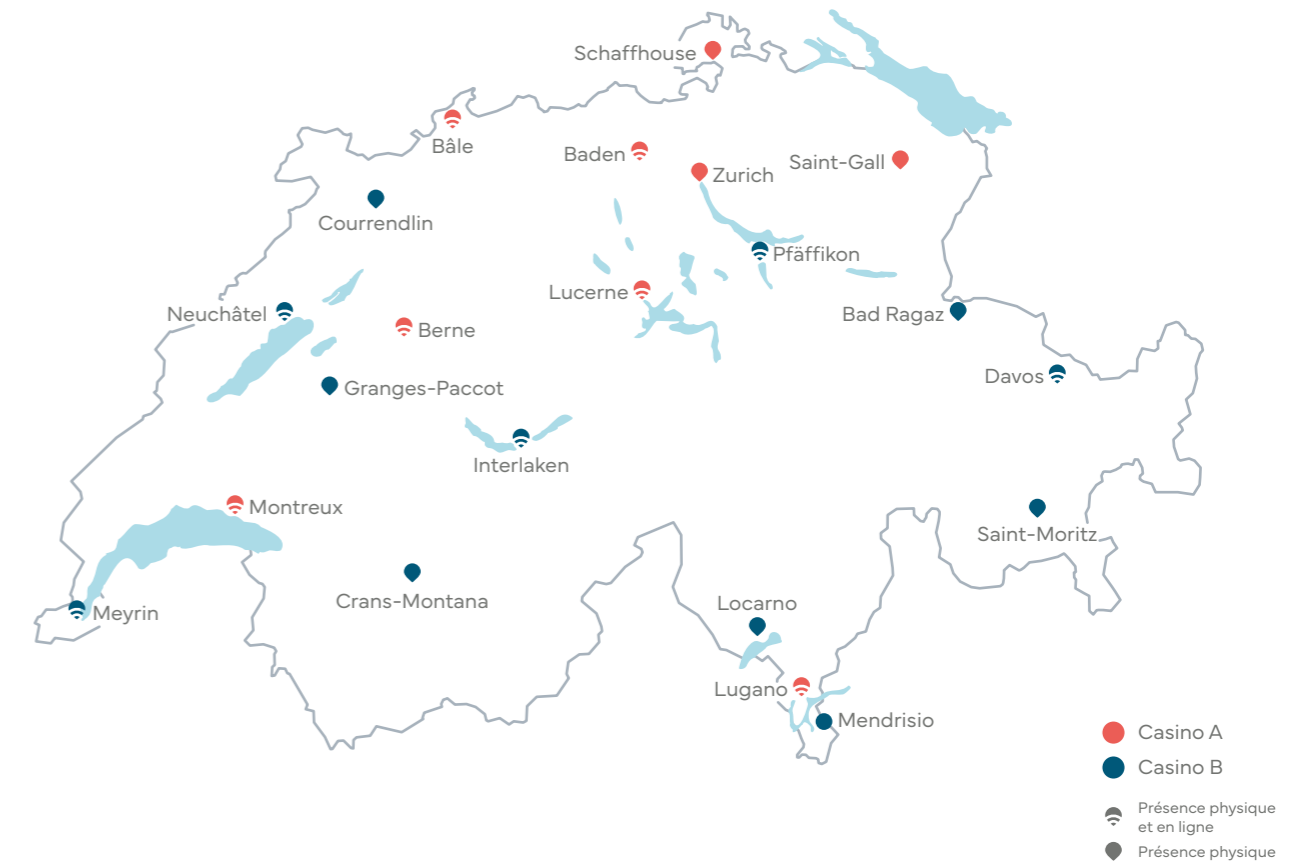 Schaffhouse
Bâle
Baden
Zurich
Saint-Gall
Courrendlin
Pfäffikon
Lucerne
Neuchâtel
Berne
Bad Ragaz
Davos
Granges-Paccot
Interlaken
Montreux
Saint-Moritz
Crans-Montana
Meyrin
Locarno
Lugano
Mendrisio
Casino A
Casino B
Présence physique
et en ligne
Présence physique